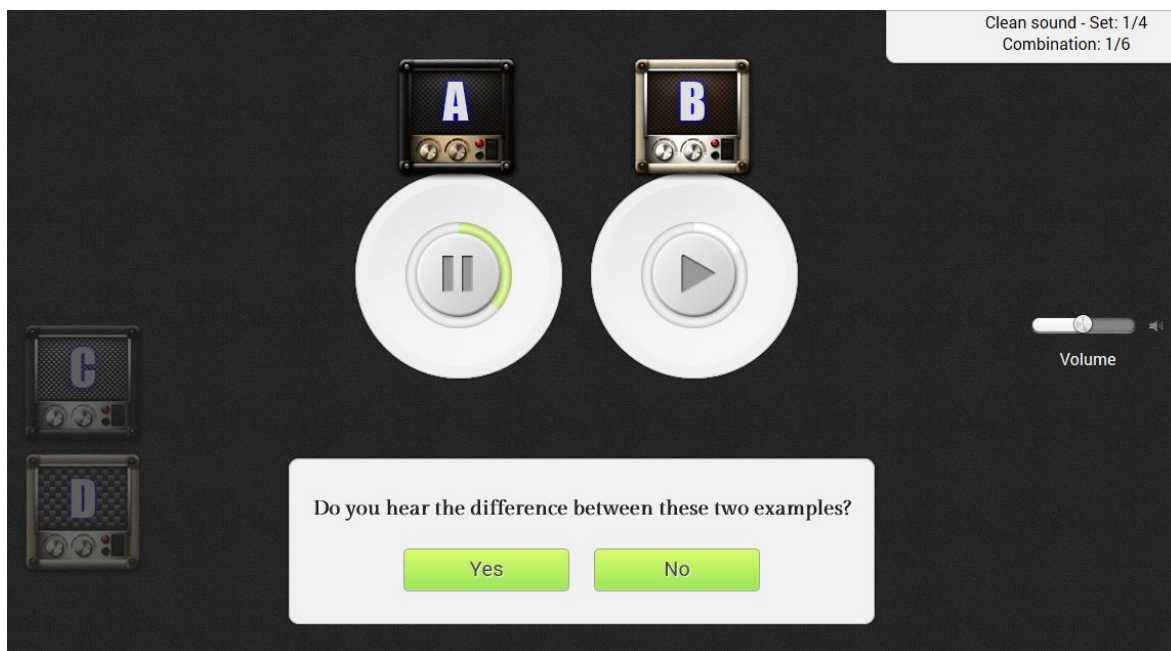 Clean sound - Set: 1/4
Combination: 1/6
A
B
C
D
Volume
Do you hear the difference between these two examples?
Yes
No